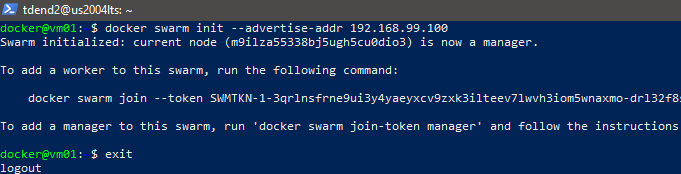 tdend2@us2004lts: ~
docker@vm01: $ docker swarm init --advertise-addr 192.168.99.100
Swarm initialized: current node (m9ilza55338bj5ugh5cu0dio3) is now a manager.
To add a worker to this swarm, run the following command:
docker swarm join --token SWMTKN-1-3qrlnsfrne9ui3y4yaeyxcv9zxk3ilteev7lwvh3iom5wnaxmo-drl32f8s
To add a manager to this swarm, run 'docker swarm join-token manager' and follow the instructions
docker@vm01: $ exit
logout